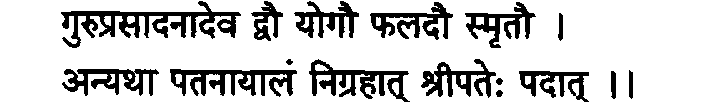 गुरुप्रसादनादेव द्वौ योगौ फलदौ स्मृतौ ।
अन्यथा पतनायालं निग्रहात् श्रीपतेः पदात् ।।